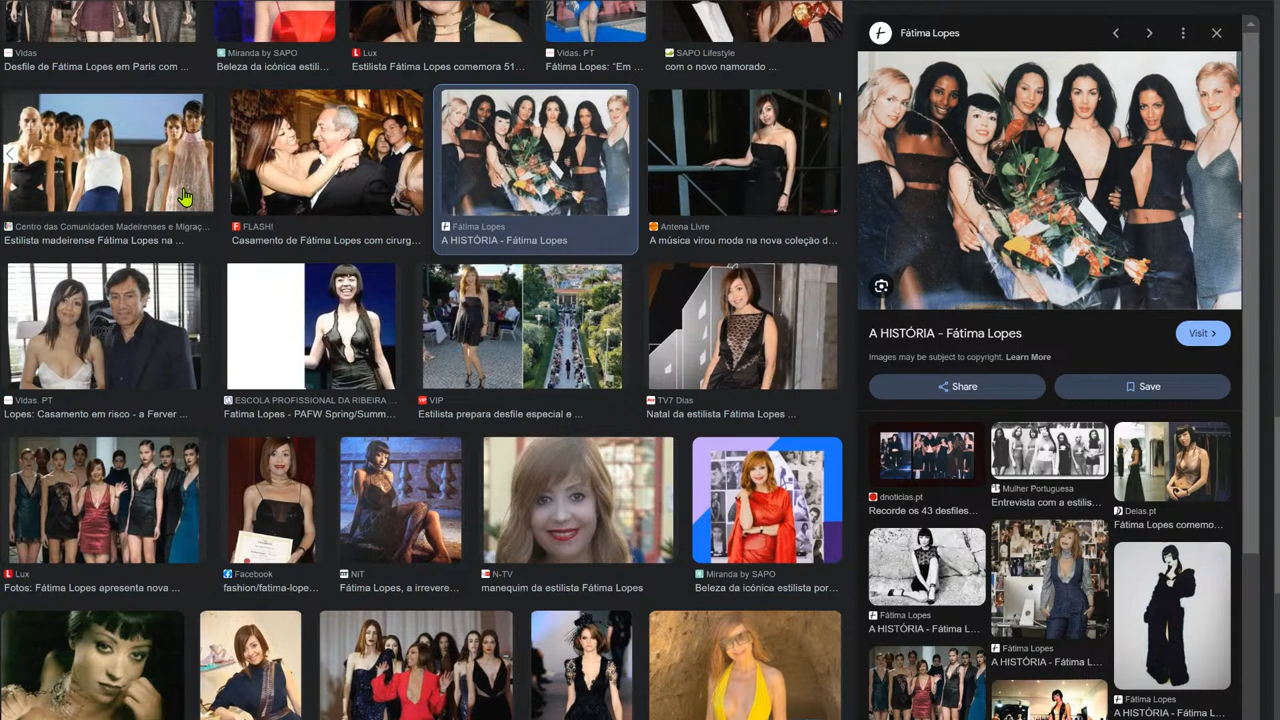 Vidas
Desfile de Fátima Lopes em Paris com ...
Miranda by SAPO
Beleza da icónica estili...
Lux
Estilista Fátima Lopes comemora 51...
Vidas. PT
Fátima Lopes: "Em ...
SAPO Lifestyle
com o novo namorado ...
Centro das Comunidades Madeirenses e Migraç...
Estilista madeirense Fátima Lopes na ...
FLASH!
Casamento de Fátima Lopes com cirurg...
Fátima Lopes
A HISTÓRIA - Fátima Lopes
Antena Livre
A música virou moda na nova coleção d...
Vidas. PT
Lopes: Casamento em risco - a Ferver ...
ESCOLA PROFISSIONAL DA RIBEIRA ...
Fatima Lopes - PAFW Spring/Summ...
VIP
Estilista prepara desfile especial e ...
TV7 Dias
Natal da estilista Fátima Lopes ...
Lux
Fotos: Fátima Lopes apresenta nova ...
Facebook
fashion/fatima-lope...
NiT
Fátima Lopes, a irrevere...
N-TV
manequim da estilista Fátima Lopes
Miranda by SAPO
Beleza da icónica estilista por...
Fátima Lopes
A HISTÓRIA - Fátima Lopes
Visit
Images may be subject to copyright. Learn More
Share
Save
dnoticias.pt
Recorde os 43 desfiles...
Mulher Portuguesa
Entrevista com a estilis...
Delas.pt
Fátima Lopes comemo...
Fátima Lopes
A HISTÓRIA - Fátima L...
Fátima Lopes
A HISTÓRIA - Fátima L...
Fátima Lopes
A HISTÓRIA - Fátima L...